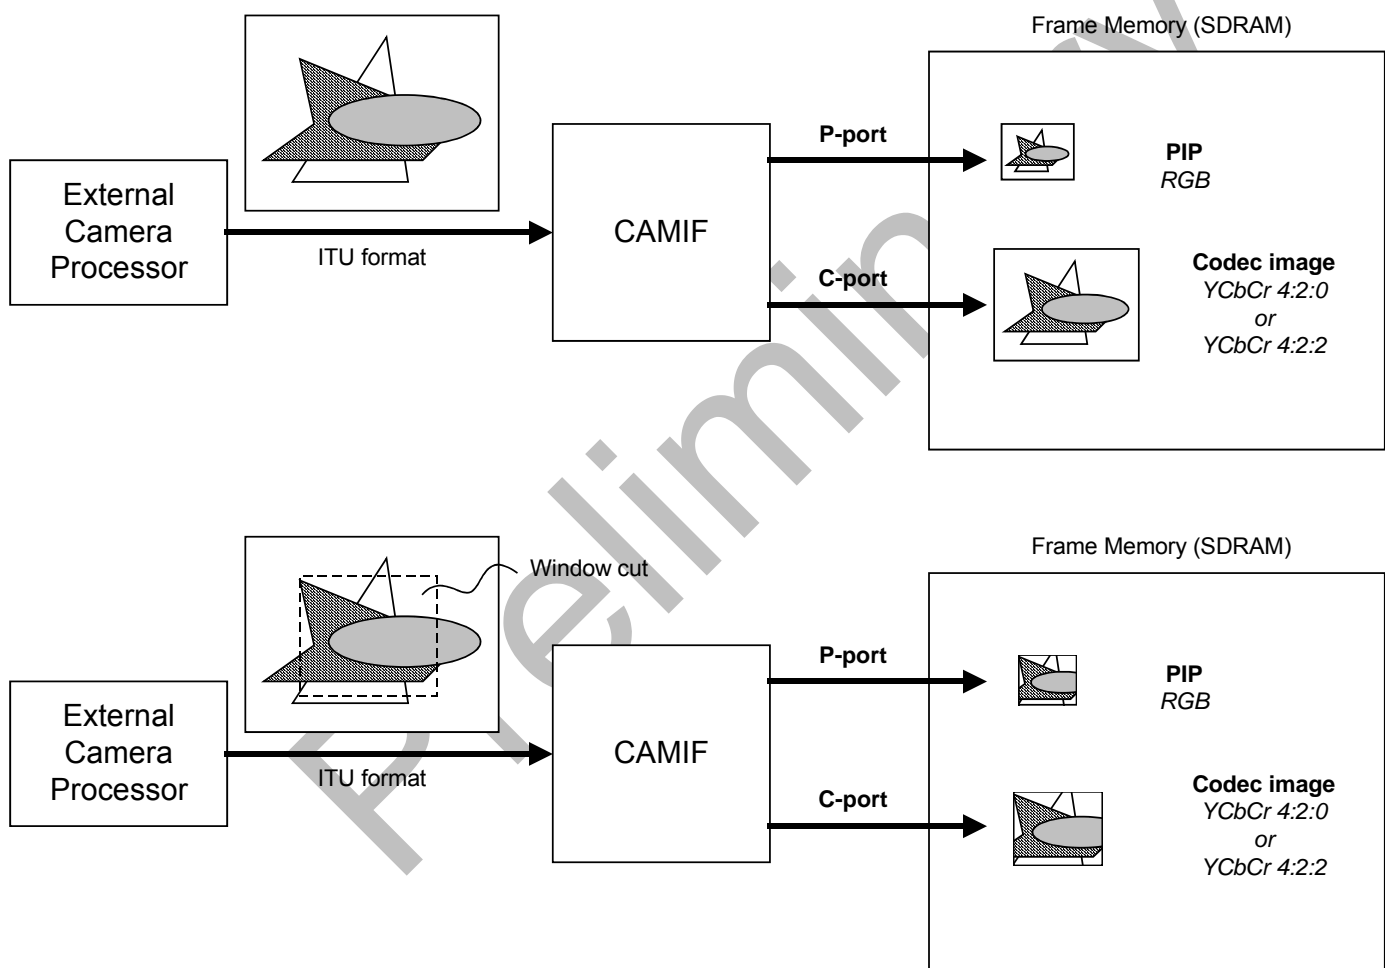 Frame Memory (SDRAM)
External
Camera
Processor
ITU format
CAMIF
P-port
C-port
PIP
RGB
Codec image
YCbCr 4:2:0
or
YCbCr 4:2:2
Frame Memory (SDRAM)
Window cut
External
Camera
Processor
ITU format
CAMIF
P-port
C-port
PIP
RGB
Codec image
YCbCr 4:2:0
or
YCbCr 4:2:2